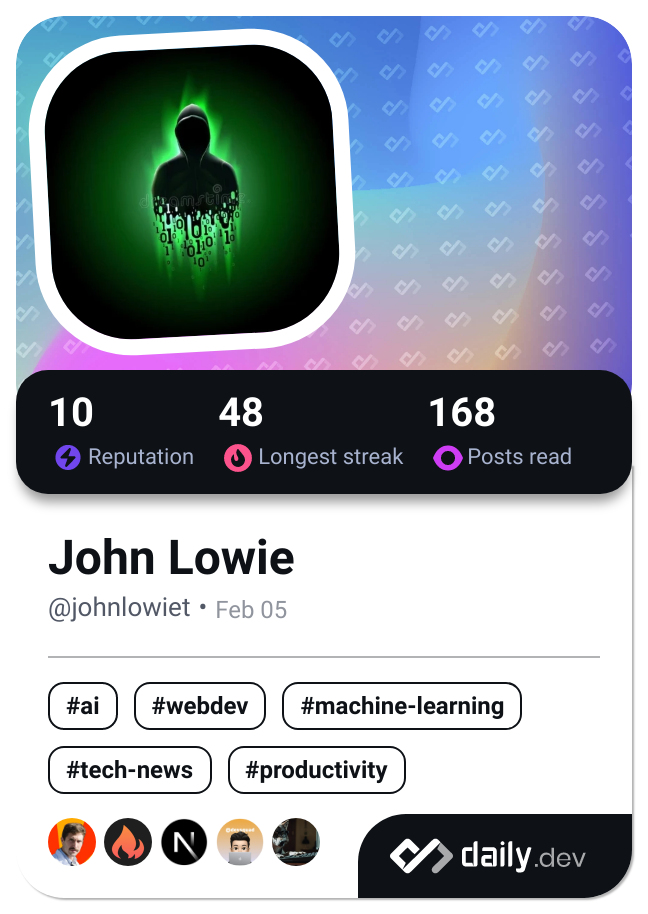 dreamstime
10 48 168
Reputation Longest streak Posts read
John Lowie
@johnlowiet • Feb 05
#ai #webdev #machine-learning
#tech-news #productivity
N
daily.dev